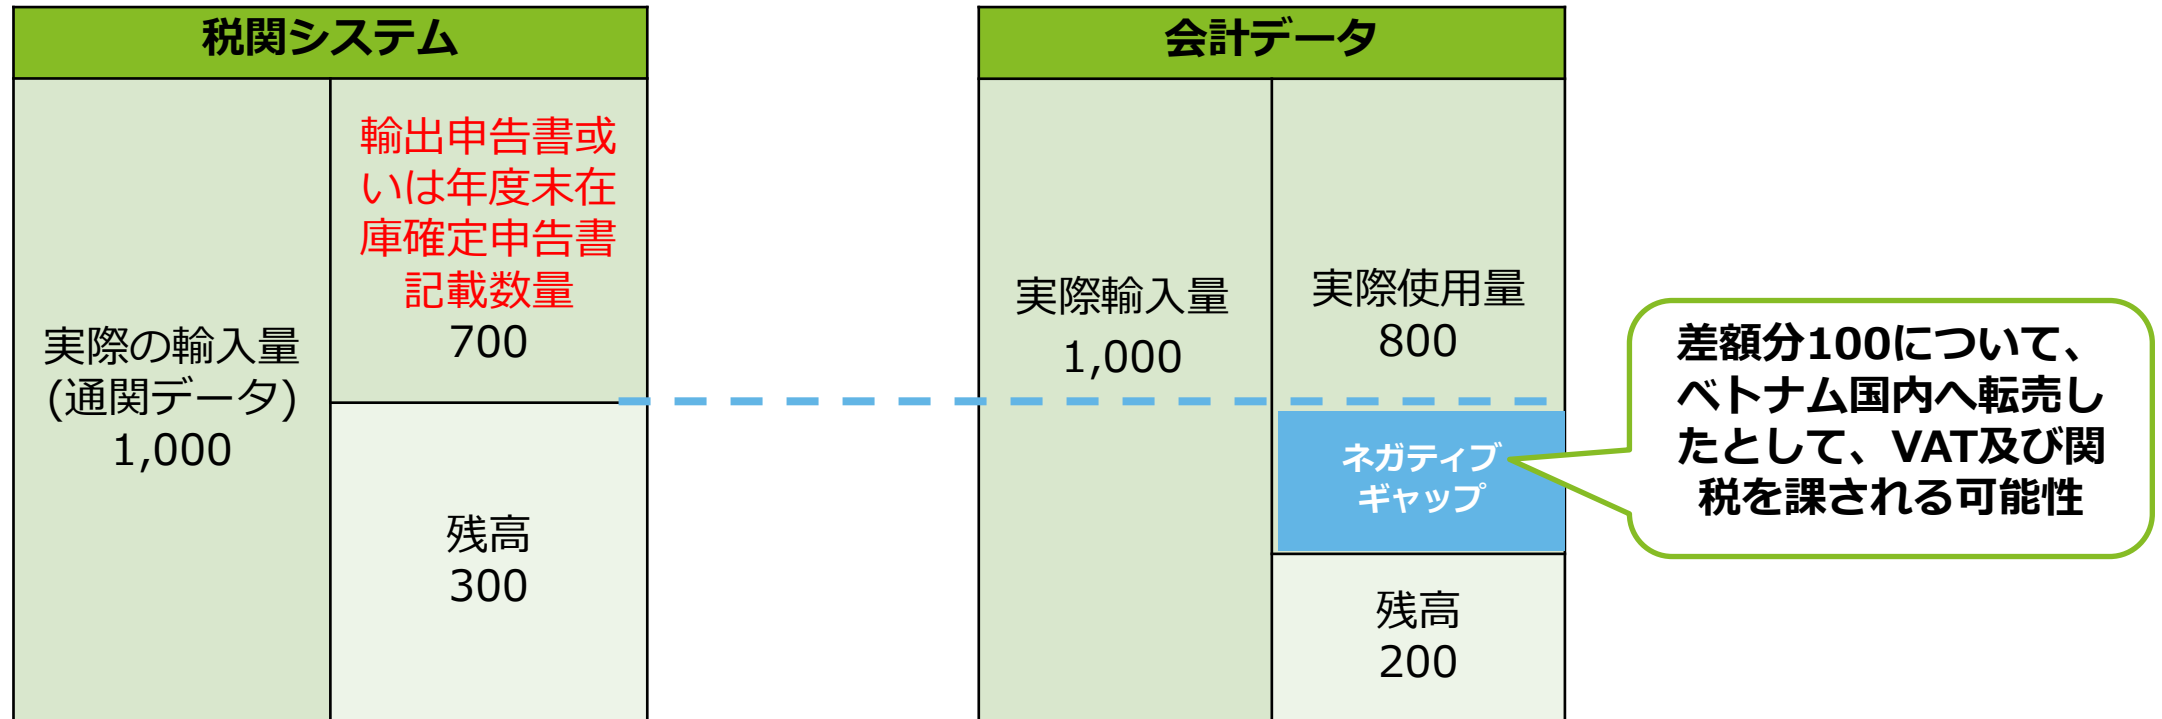 税関システム
実際の輸入量
(通関データ)
1,000
輸出申告書或
いは年度末在
庫確定申告書
記載数量
700
残高
300
会計データ
実際輸入量
1,000
実際使用量
800
ネガティブ
ギャップ
残高
200
差額分100について、
ベトナム国内へ転売し
たとして、VAT及び関
税を課される可能性